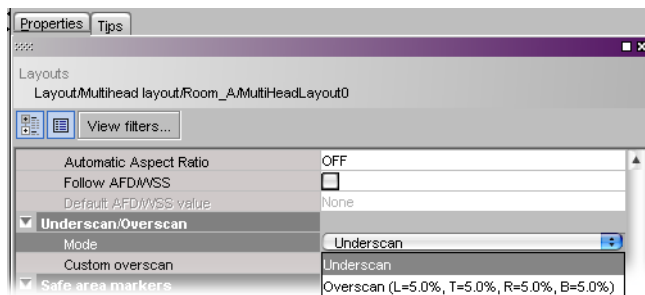 Properties Tips
Layouts
Layout/Multihead layout/Room_A/MultiHeadLayout0
View filters...
Automatic Aspect Ratio OFF
Follow AFD/WSS
Default AFD/WSS value None
Underscan/Overscan
Mode Underscan
Custom overscan Underscan
Safe area markers Overscan (L=5.0%, T=5.0%, R=5.0%, B=5.0%)